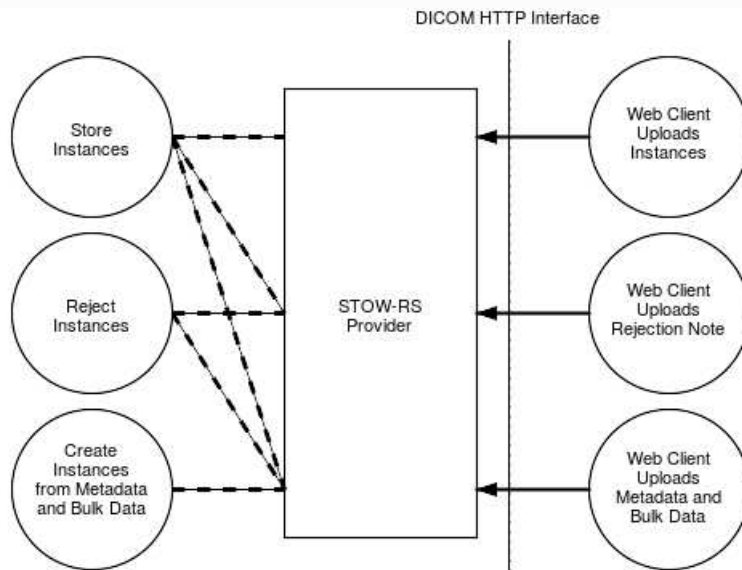 DICOM HTTP Interface
Store
Instances
Web Client
Uploads
Instances
Reject
Instances
STOW-RS
Provider
Web Client
Uploads
Rejection Note
Create
Instances
from Metadata
and Bulk Data
Web Client
Uploads
Metadata and
Bulk Data